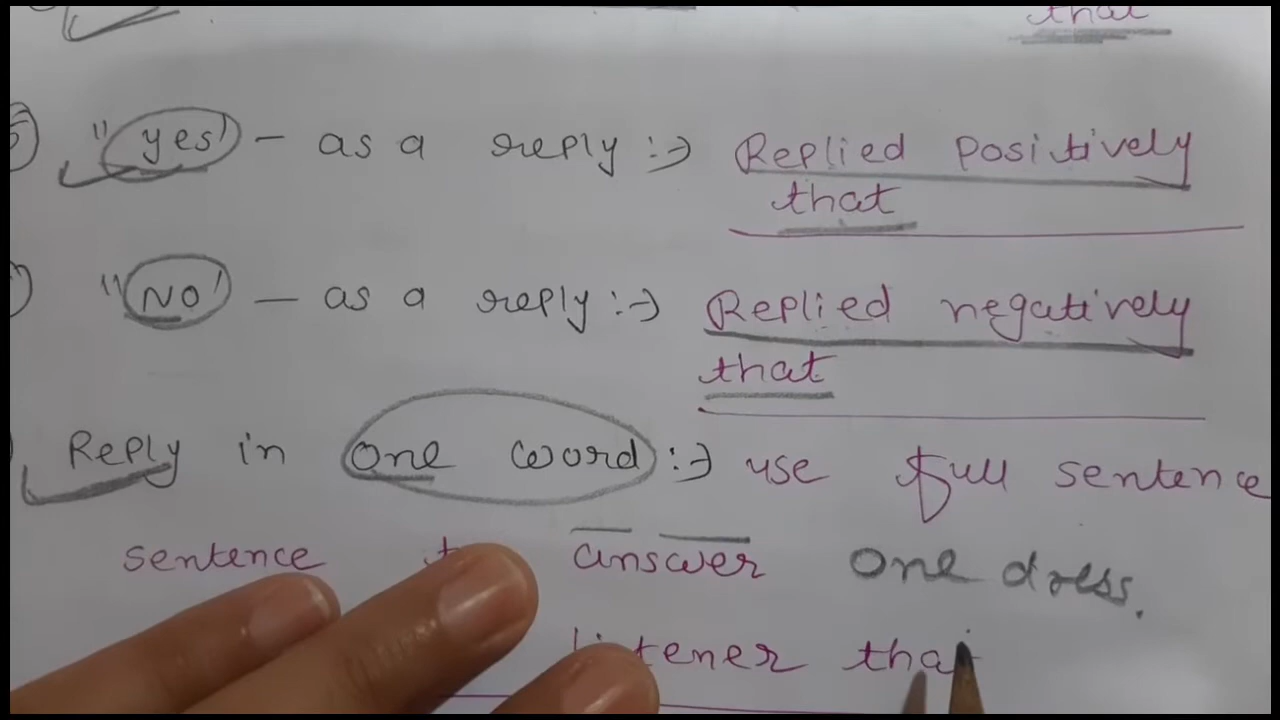 that
"yes" - as a reply :→ Replied positively
that
"NO" - as a reply :→ Replied negatively
that
Reply in one word :→ use full sentence
sentence answer One dress.
that